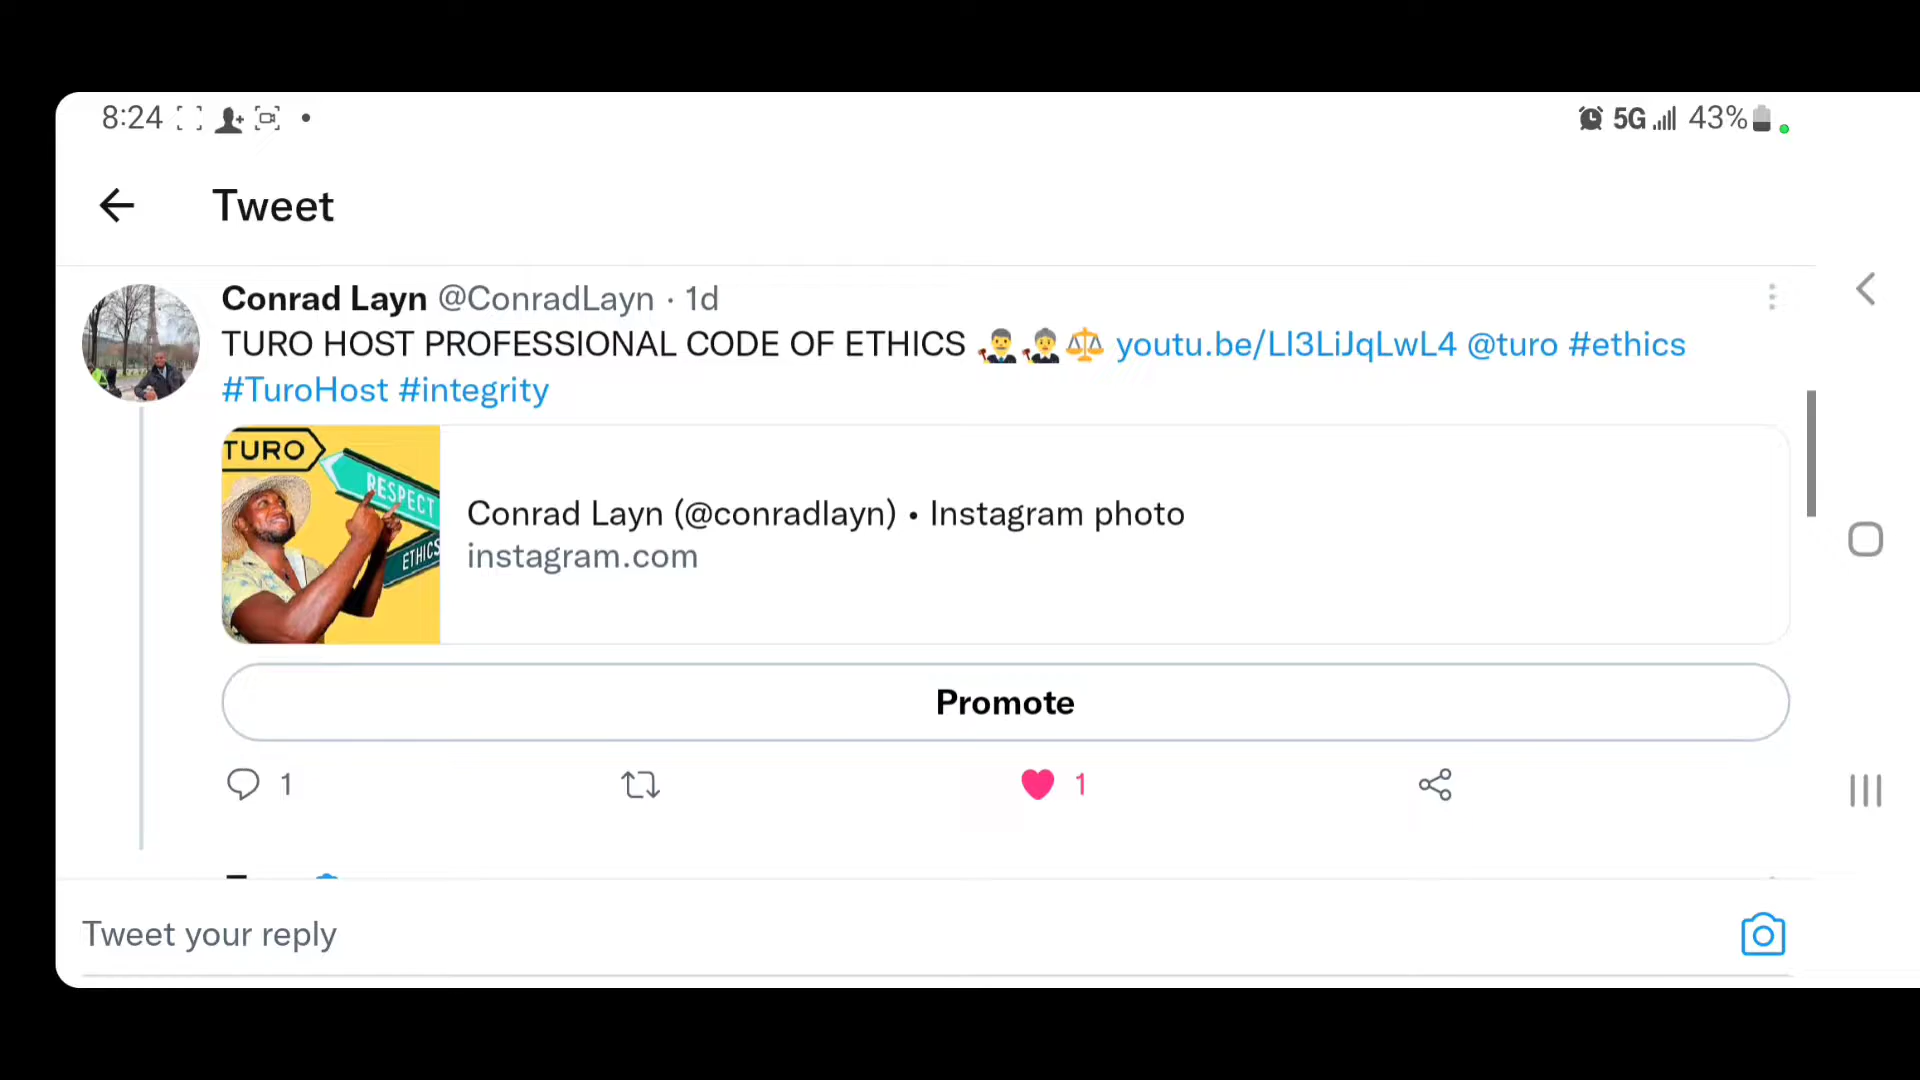 8:24
5G 43%
Tweet
Conrad Layn @ConradLayn · 1d
TURO HOST PROFESSIONAL CODE OF ETHICS 👨‍⚖️👩‍⚖️⚖️ youtu.be/LI3LiJqLwL4 @turo #ethics
#TuroHost #integrity
TURO
RESPECT
ETHICS
Conrad Layn (@conradlayn) • Instagram photo
instagram.com
Promote
1
1
Tweet your reply